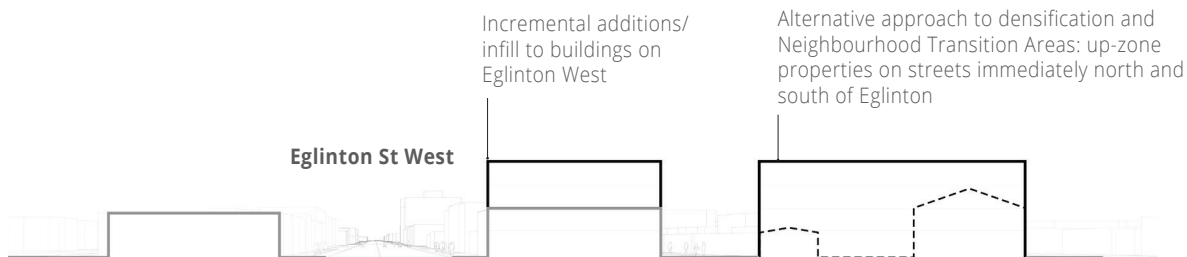 Incremental additions/
infill to buildings on
Eglinton West
Alternative approach to densification and
Neighbourhood Transition Areas: up-zone
properties on streets immediately north and
south of Eglinton
Eglinton St West